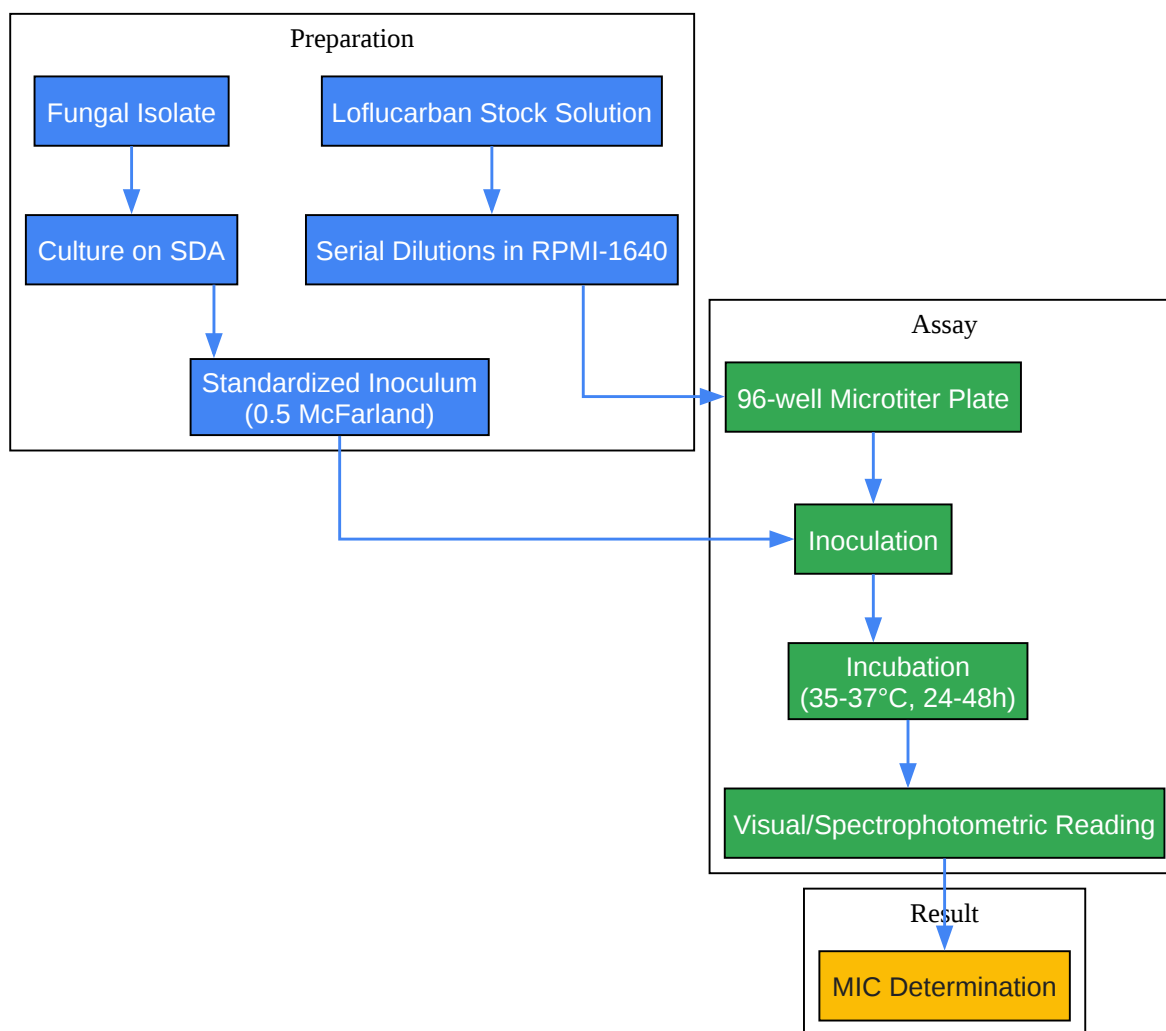 Preparation
Fungal Isolate
Loflucarban Stock Solution
Culture on SDA
Serial Dilutions in RPMI-1640
Standardized Inoculum
(0.5 McFarland)
Assay
96-well Microtiter Plate
Inoculation
Incubation
(35-37°C, 24-48h)
Visual/Spectrophotometric Reading
Result
MIC Determination